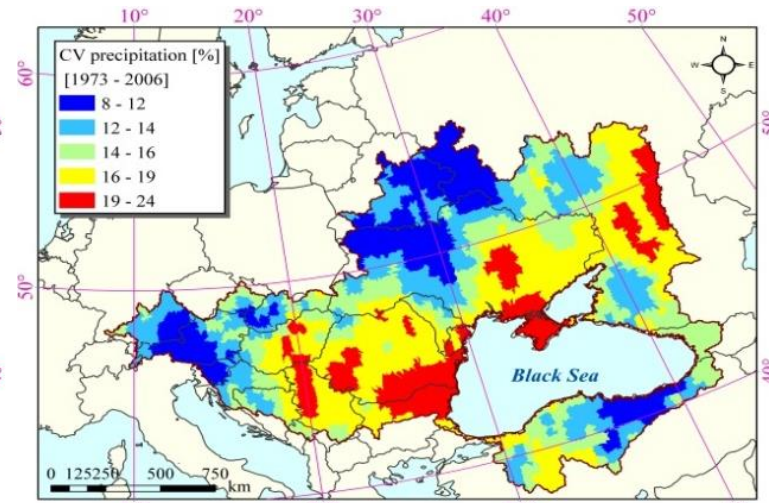 10° 20° 30° 40° 50°
CV precipitation [%]
[1973 - 2006]
8 - 12
12 - 14
14 - 16
16 - 19
19 - 24
N
W E
S
60°
50°
50°
40°
Black Sea
0 125250 500 750
km